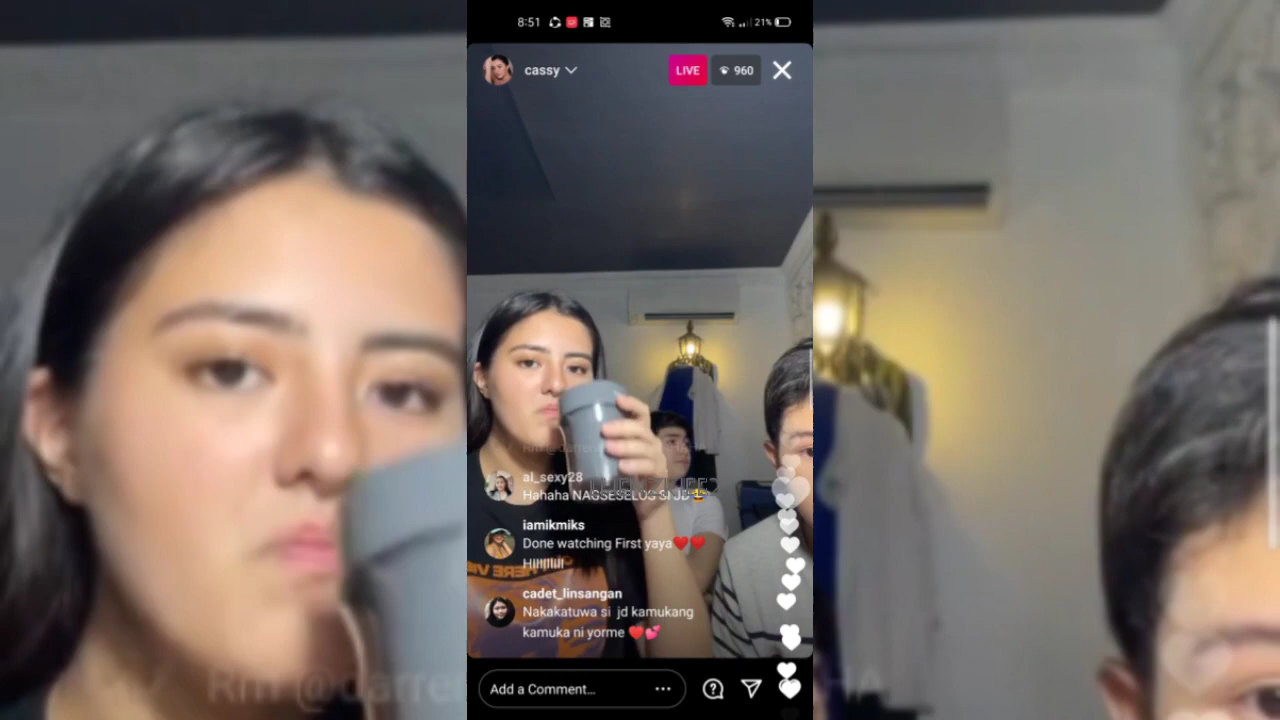 8:51
21%
cassy
LIVE
960
al_sexy28
Hahaha NAGSESELOS SI JD 🤠
iamikmiks
Done watching First yaya❤️❤️
Hiiijjiiii
cadet_linsangan
Nakakatuwa si jd kamukang
kamuka ni yorme ❤️💕
Add a Comment...